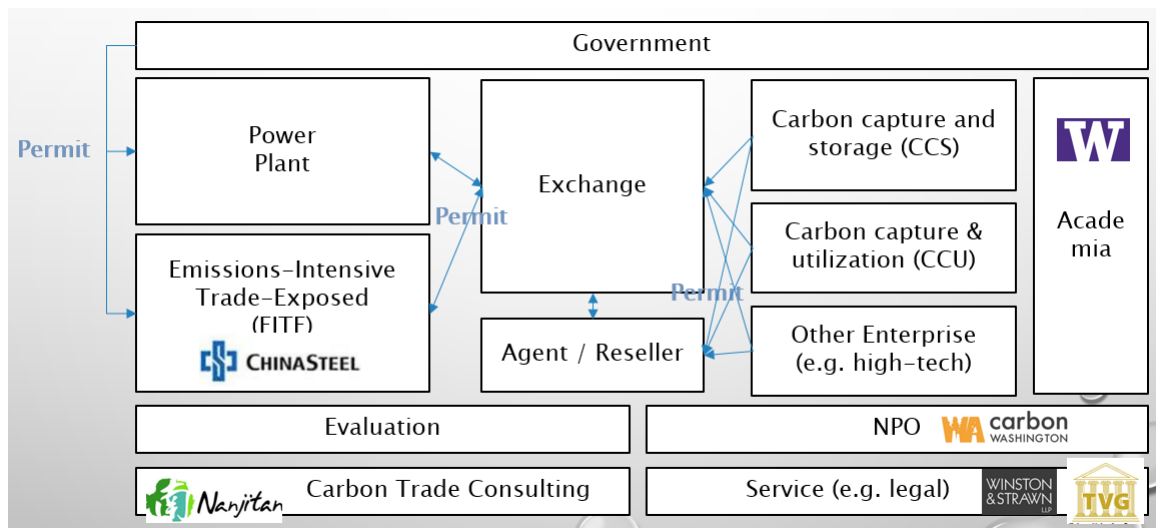 Government
Permit
Power
Plant
Emissions-Intensive
Trade-Exposed
(EITE)
CHINASTEEL
Permit
Exchange
Agent / Reseller
Permit
Carbon capture and
storage (CCS)
Carbon capture &
utilization (CCU)
Other Enterprise
(e.g. high-tech)
W
Acade
mia
Evaluation
NPO
WA carbon
WASHINGTON
Nanjitan
Carbon Trade Consulting
Service (e.g. legal)
WINSTON
& STRAWN
LLP
TVG